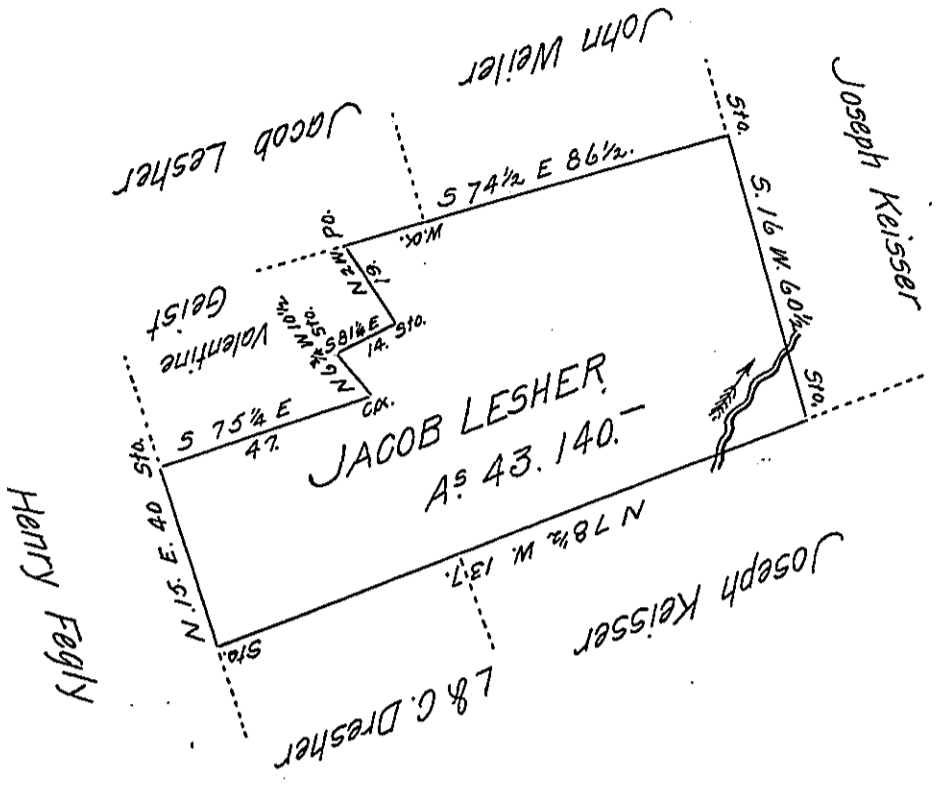 John Weiler
Jacob Lesher
Joseph Keisser
Sto.
S 74½ E 86½.
S. 16 W. 60½
po.
W.o.
N 2 W.
19.
Valentine
Geist
Sto.
S 81¼ E
14.
Sto.
N 6¾ W 10½
S 75¼ E
47.
Sto.
JACOB LESHER
As. 43. 140.
Sto.
N. 15. E. 40
Henry Fegly
N 78½ W. 137.
Sto.
Joseph Keisser
L & C. Dresher